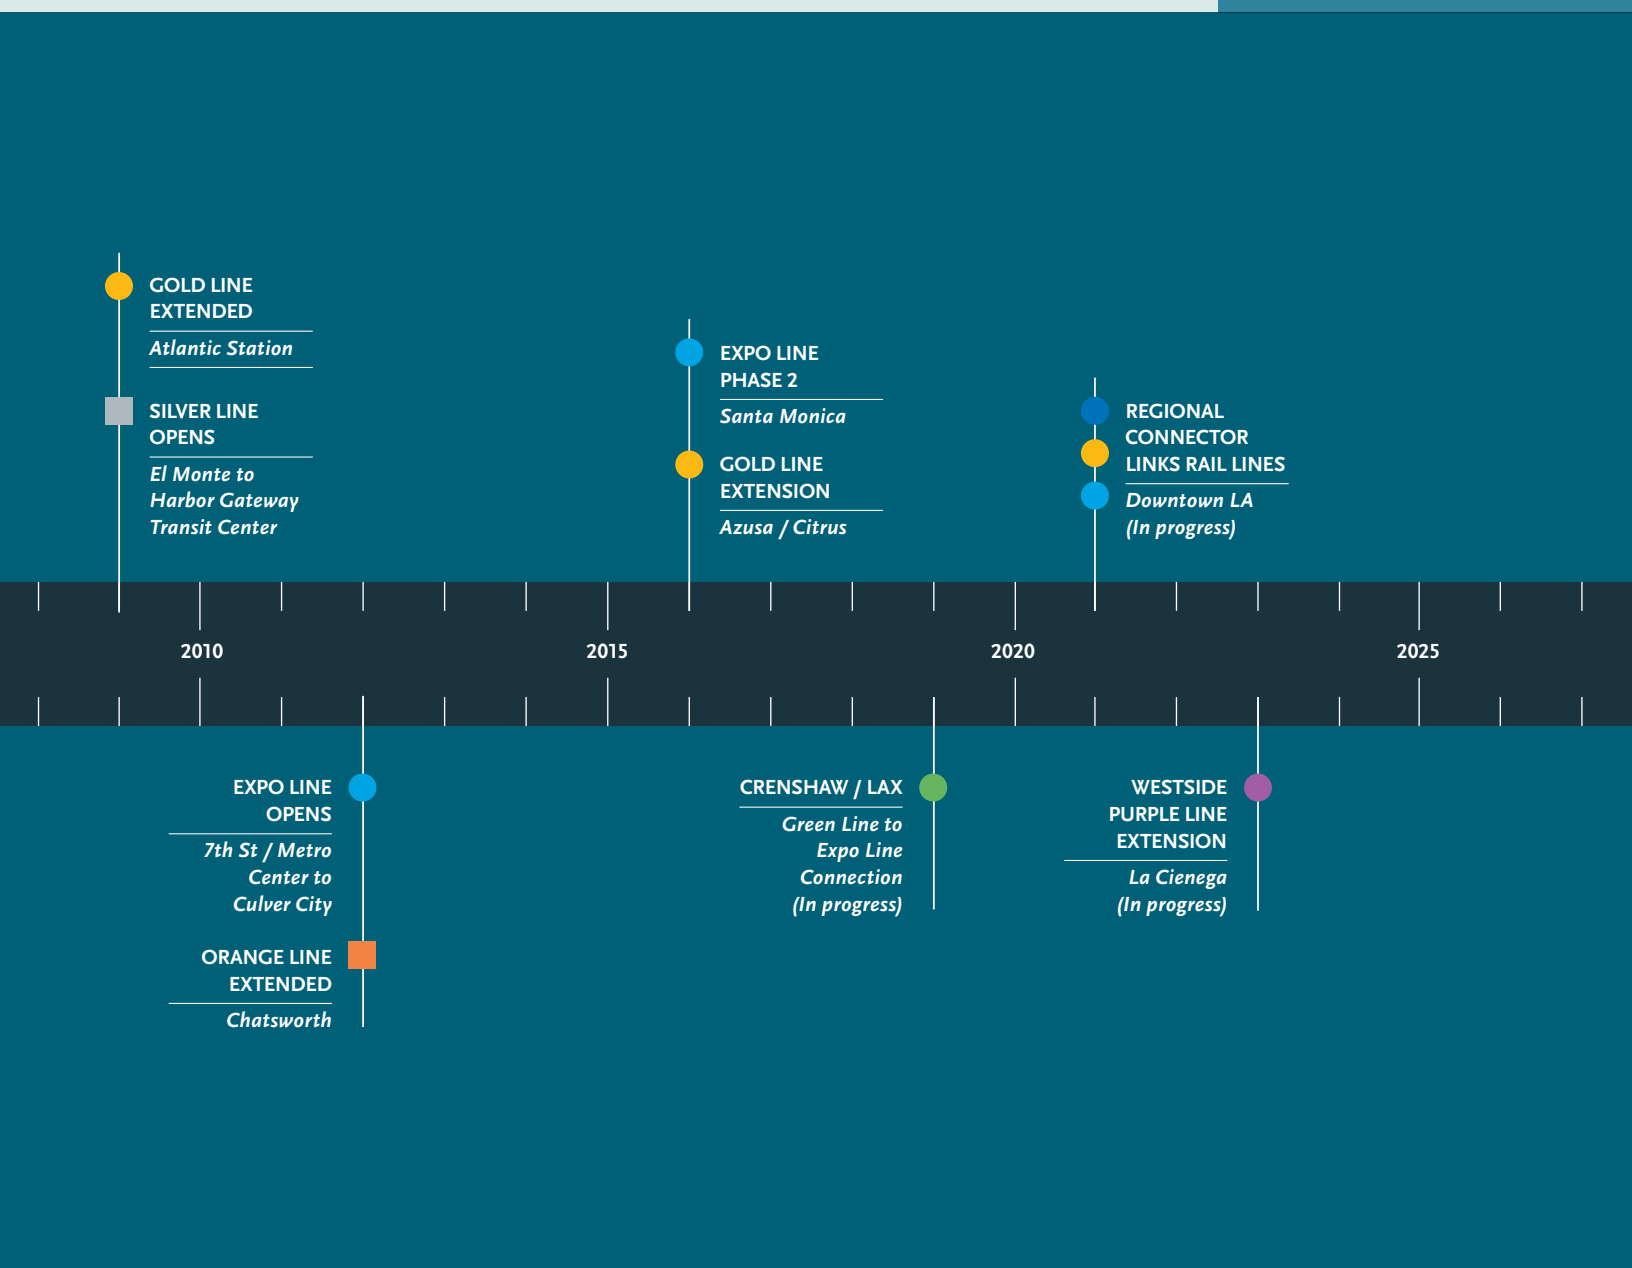 GOLD LINE
EXTENDED
Atlantic Station
SILVER LINE
OPENS
El Monte to
Harbor Gateway
Transit Center
EXPO LINE
PHASE 2
Santa Monica
GOLD LINE
EXTENSION
Azusa / Citrus
REGIONAL
CONNECTOR
LINKS RAIL LINES
Downtown LA
(In progress)
2010
2015
2020
2025
EXPO LINE
OPENS
7th St / Metro
Center to
Culver City
ORANGE LINE
EXTENDED
Chatsworth
CRENSHAW / LAX
Green Line to
Expo Line
Connection
(In progress)
WESTSIDE
PURPLE LINE
EXTENSION
La Cienega
(In progress)